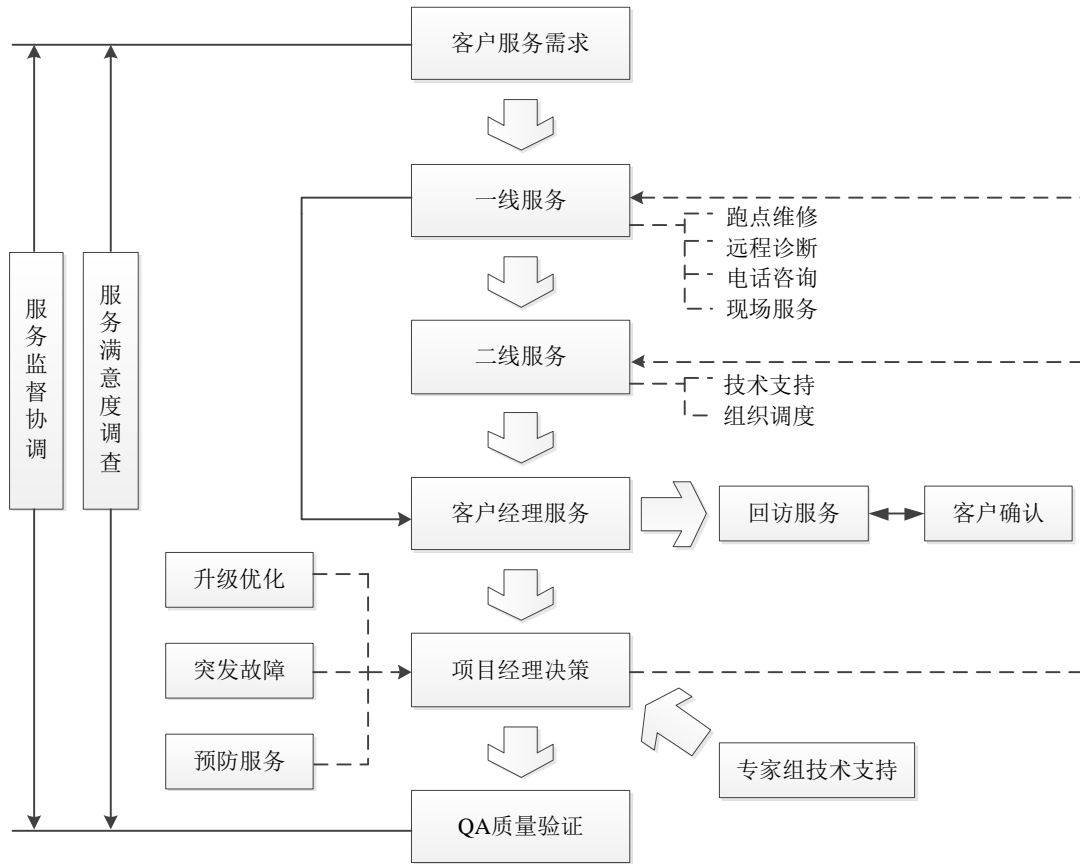 客户服务需求
一线服务
跑点维修
远程诊断
电话咨询
现场服务
服务监督协调
服务满意度调查
二线服务
技术支持
组织调度
客户经理服务
回访服务
客户确认
升级优化
突发故障
项目经理决策
预防服务
专家组技术支持
QA质量验证